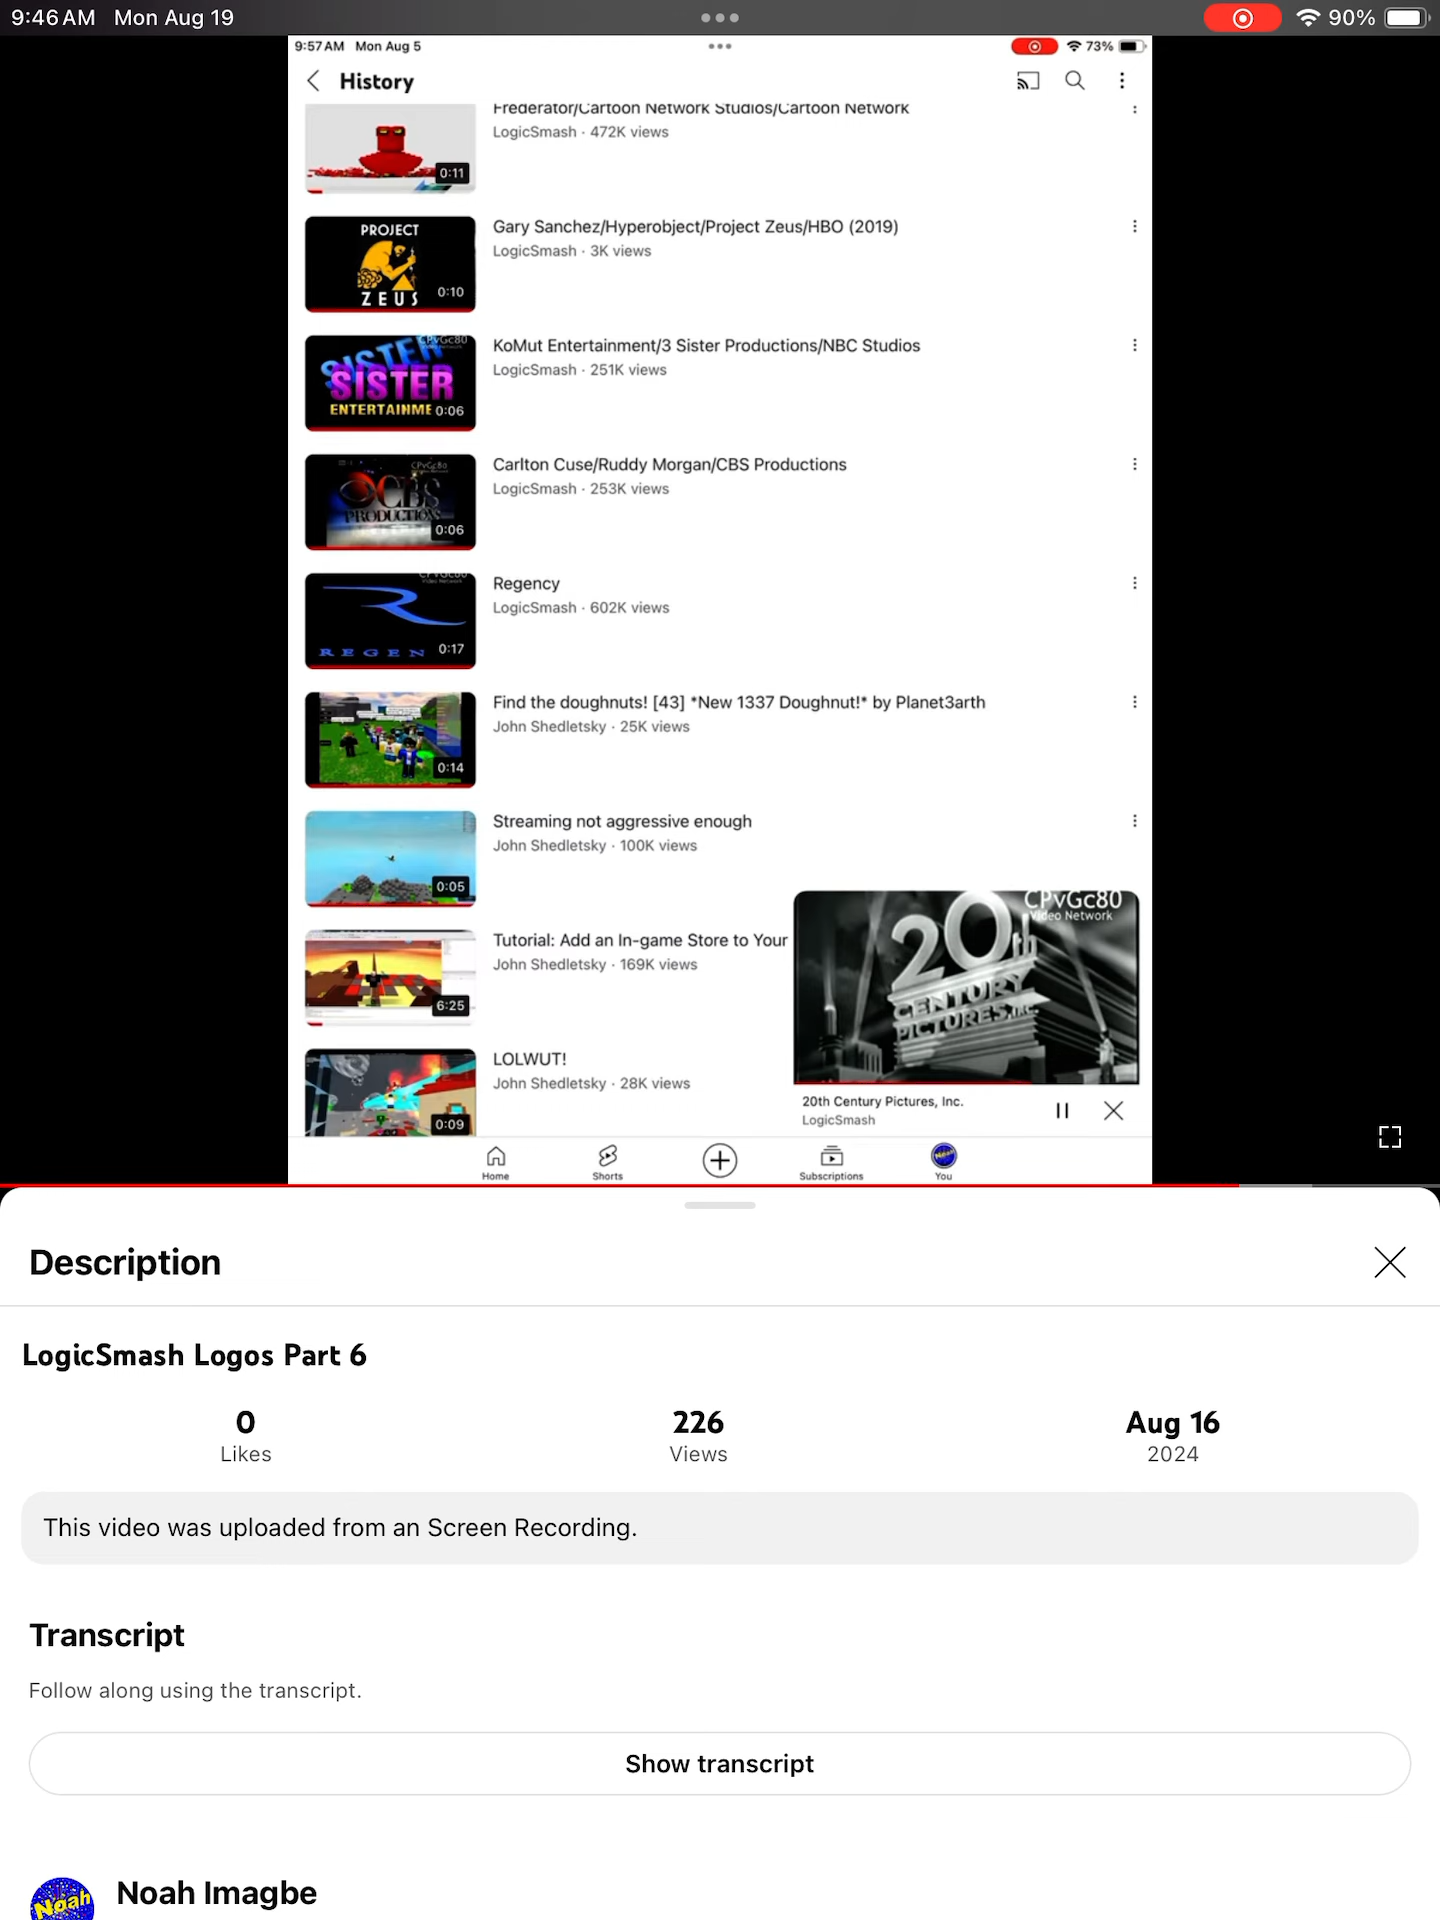 9:46 AM Mon Aug 19
90%
9:57 AM Mon Aug 5
73%
History
Frederator/Cartoon Network Studios/Cartoon Network
LogicSmash · 472K views
0:11
PROJECT
ZEUS
0:10
Gary Sanchez/Hyperobject/Project Zeus/HBO (2019)
LogicSmash · 3K views
CPvGc80
SISTER
SISTER
ENTERTAINME
0:06
KoMut Entertainment/3 Sister Productions/NBC Studios
LogicSmash · 251K views
CPvGc80
CBS
PRODUCTIONS
0:06
Carlton Cuse/Ruddy Morgan/CBS Productions
LogicSmash · 253K views
CPvGc80
Video Network
R
REGEN
0:17
Regency
LogicSmash · 602K views
0:14
Find the doughnuts! [43] *New 1337 Doughnut!* by Planet3arth
John Shedletsky · 25K views
0:05
Streaming not aggressive enough
John Shedletsky · 100K views
6:25
Tutorial: Add an In-game Store to Your
John Shedletsky · 169K views
0:09
LOLWUT!
John Shedletsky · 28K views
CPvGc80
Video Network
20th
CENTURY
PICTURES, INC.
20th Century Pictures, Inc.
LogicSmash
Home
Shorts
Subscriptions
You
Description
LogicSmash Logos Part 6
0
Likes
226
Views
Aug 16
2024
This video was uploaded from an Screen Recording.
Transcript
Follow along using the transcript.
Show transcript
Noah
Noah Imagbe